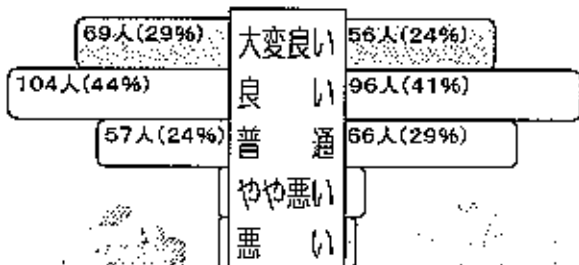 69人(29%) 大変良い 56人(24%)
104人(44%) 良い 96人(41%)
57人(24%) 普通 66人(29%)
やや悪い
悪い